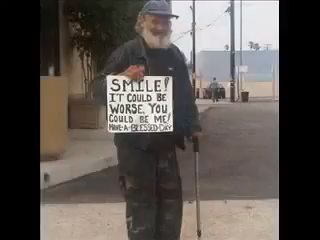 SMILE!
IT COULD BE
WORSE. YOU
COULD BE ME!
HAVE-A-BLESSED-DAY